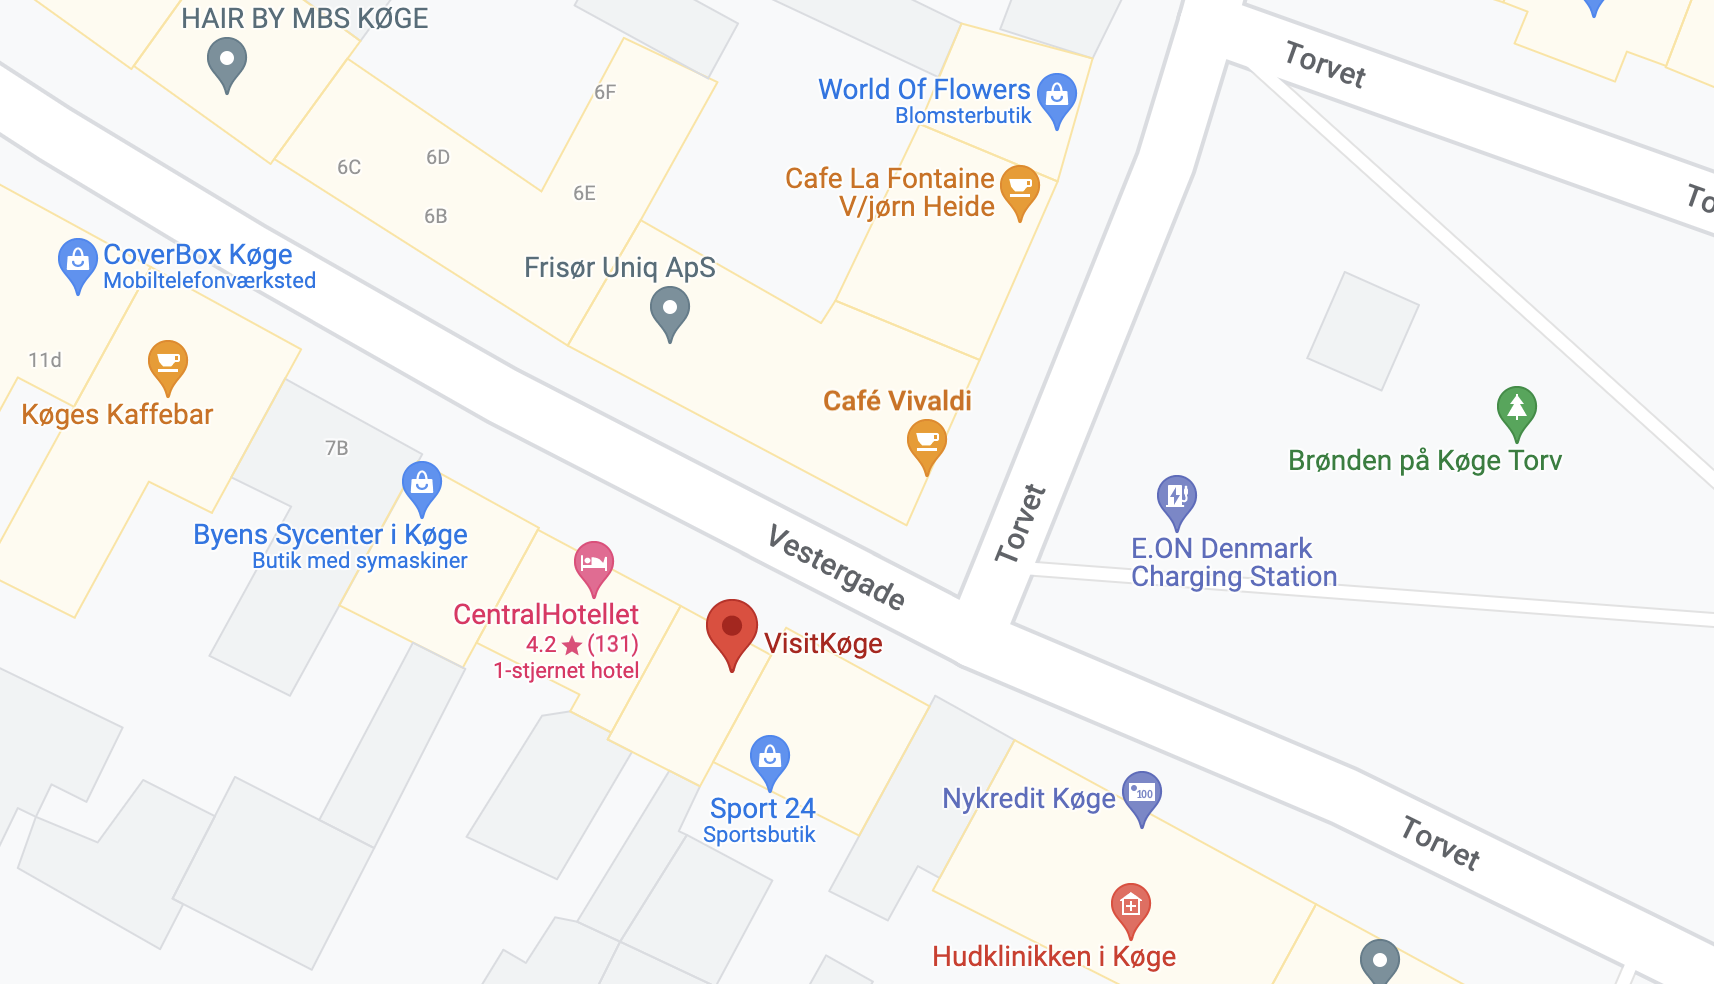 HAIR BY MBS KØGE
Torvet
6F
World Of Flowers
Blomsterbutik
6D
6C
Cafe La Fontaine
V/jørn Heide
6E
To
6B
CoverBox Køge
Mobiltelefonværksted
Frisør Uniq ApS
11d
Køges Kaffebar
Café Vivaldi
7B
Brønden på Køge Torv
Byens Sycenter i Køge
Butik med symaskiner
Vestergade
Torvet
E.ON Denmark
Charging Station
CentralHotellet
4.2 ★ (131)
1-stjernet hotel
VisitKøge
Sport 24
Sportsbutik
Nykredit Køge
100
Torvet
Hudklinikken i Køge